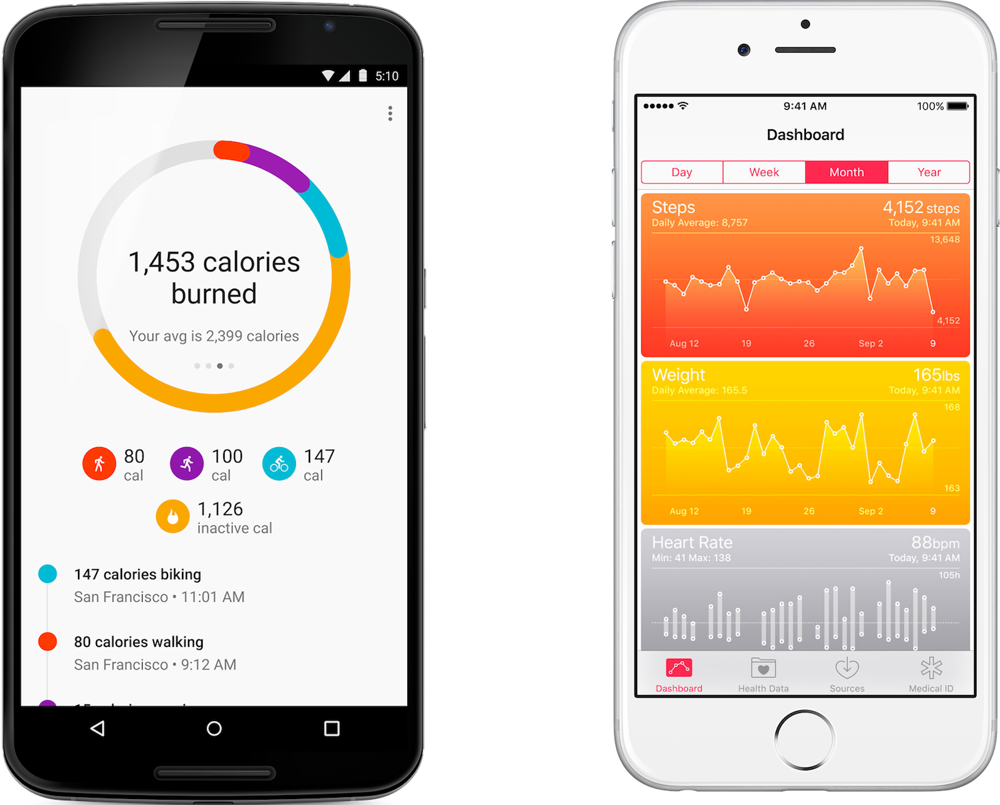 5:10
1,453 calories
burned
Your avg is 2,399 calories
80
cal
100
cal
147
cal
1,126
inactive cal
147 calories biking
San Francisco • 11:01 AM
80 calories walking
San Francisco • 9:12 AM
9:41 AM
100%
Dashboard
Day
Week
Month
Year
Steps
4,152 steps
Daily Average: 8,757
Today, 9:41 AM
13,648
4,152
Aug 12
19
26
Sep 2
9
Weight
165lbs
Daily Average: 165.5
Today, 9:41 AM
168
163
Aug 12
19
26
Sep 2
9
Heart Rate
88bpm
Min: 41 Max: 138
Today, 9:41 AM
105h
Dashboard
Health Data
Sources
Medical ID